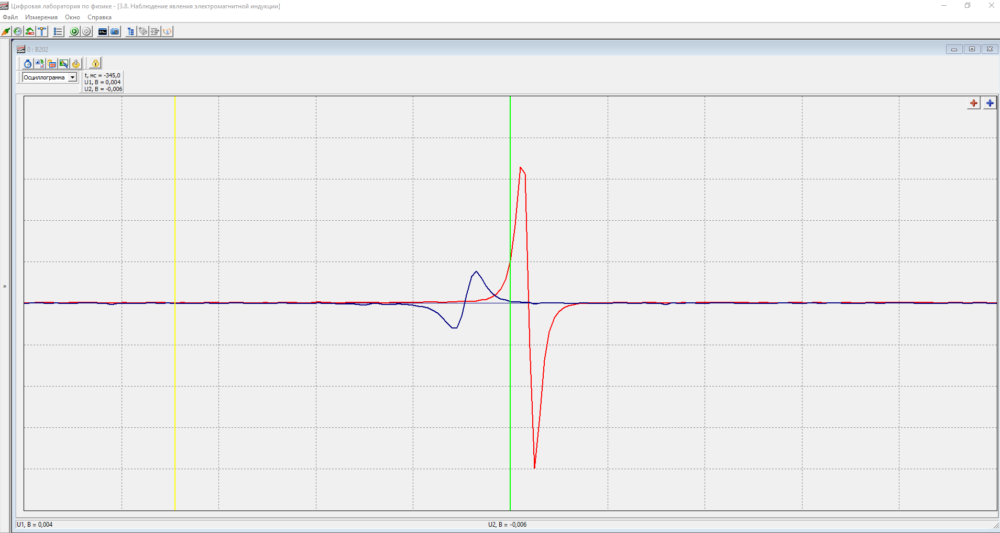 Цифровая лаборатория по физике - [3.8. Наблюдение явления электромагнитной индукции]
Файл Измерения Окно Справка
0 : B202
Осциллограмма
t, мс = -345,0
U1, В = 0,004
U2, В = -0,006
»
U1, В = 0,004 U2, В = -0,006